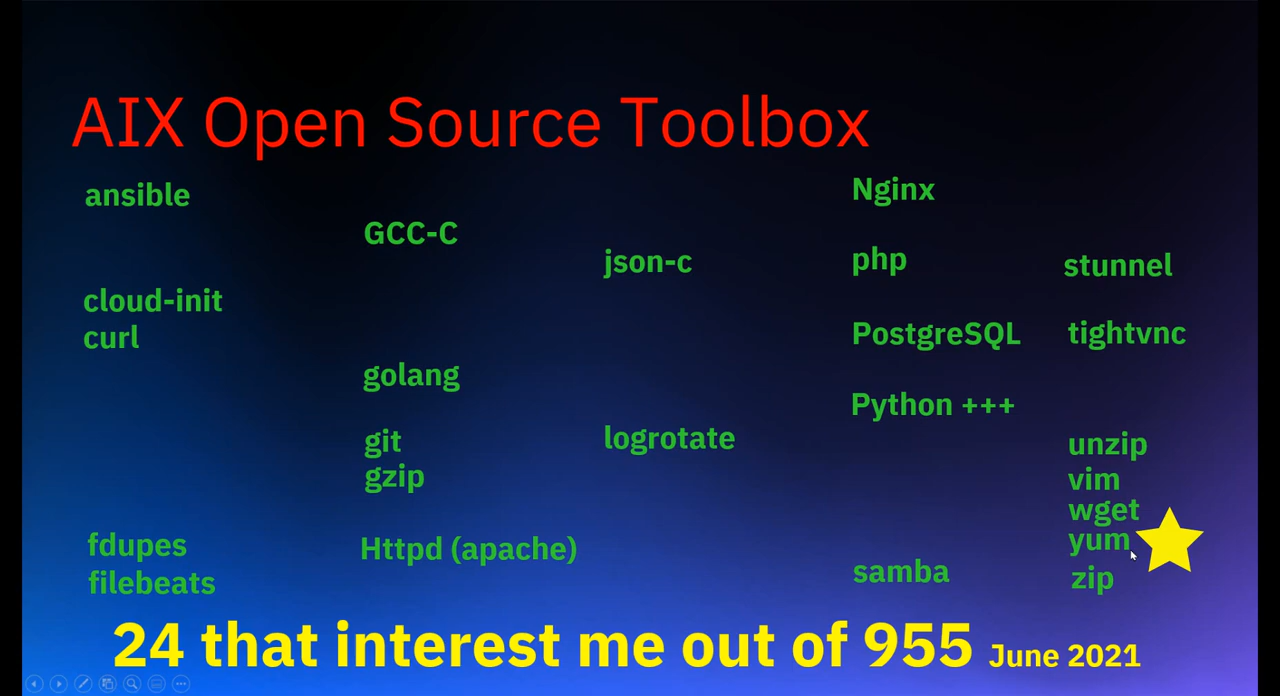 AIX Open Source Toolbox
ansible
cloud-init
curl
fdupes
filebeats
GCC-C
golang
git
gzip
Httpd (apache)
json-c
logrotate
Nginx
php
PostgreSQL
Python +++
samba
stunnel
tightvnc
unzip
vim
wget
yum
zip
24 that interest me out of 955 June 2021